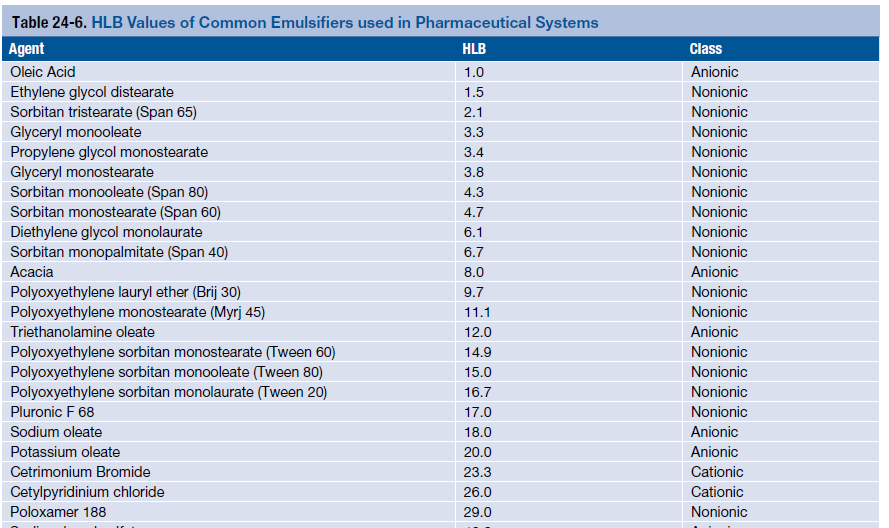 Table 24-6. HLB Values of Common Emulsifiers used in Pharmaceutical Systems
Agent HLB Class
Oleic Acid 1.0 Anionic
Ethylene glycol distearate 1.5 Nonionic
Sorbitan tristearate (Span 65) 2.1 Nonionic
Glyceryl monooleate 3.3 Nonionic
Propylene glycol monostearate 3.4 Nonionic
Glyceryl monostearate 3.8 Nonionic
Sorbitan monooleate (Span 80) 4.3 Nonionic
Sorbitan monostearate (Span 60) 4.7 Nonionic
Diethylene glycol monolaurate 6.1 Nonionic
Sorbitan monopalmitate (Span 40) 6.7 Nonionic
Acacia 8.0 Anionic
Polyoxyethylene lauryl ether (Brij 30) 9.7 Nonionic
Polyoxyethylene monostearate (Myrj 45) 11.1 Nonionic
Triethanolamine oleate 12.0 Anionic
Polyoxyethylene sorbitan monostearate (Tween 60) 14.9 Nonionic
Polyoxyethylene sorbitan monooleate (Tween 80) 15.0 Nonionic
Polyoxyethylene sorbitan monolaurate (Tween 20) 16.7 Nonionic
Pluronic F 68 17.0 Nonionic
Sodium oleate 18.0 Anionic
Potassium oleate 20.0 Anionic
Cetrimonium Bromide 23.3 Cationic
Cetylpyridinium chloride 26.0 Cationic
Poloxamer 188 29.0 Nonionic